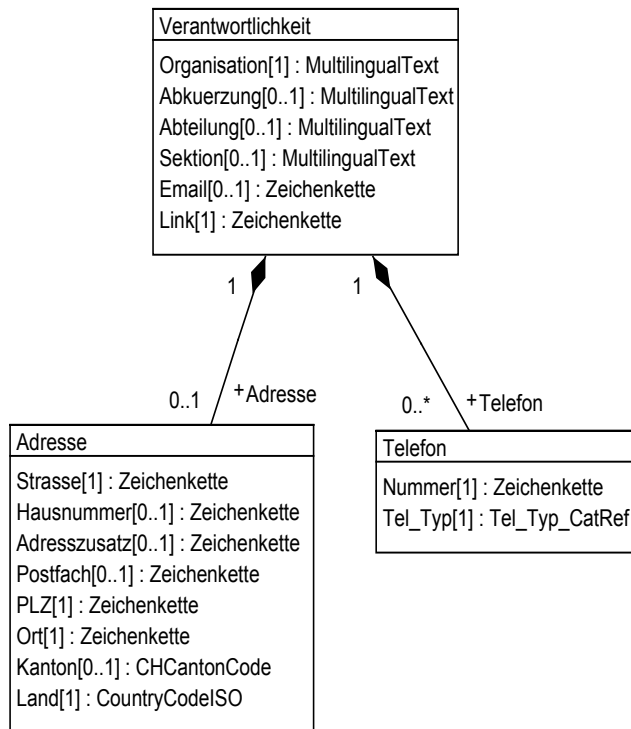 Verantwortlichkeit
Organisation[1] : MultilingualText
Abkuerzung[0..1] : MultilingualText
Abteilung[0..1] : MultilingualText
Sektion[0..1] : MultilingualText
Email[0..1] : Zeichenkette
Link[1] : Zeichenkette
1 1
0..1 +Adresse 0..* +Telefon
Adresse
Strasse[1] : Zeichenkette
Hausnummer[0..1] : Zeichenkette
Adresszusatz[0..1] : Zeichenkette
Postfach[0..1] : Zeichenkette
PLZ[1] : Zeichenkette
Ort[1] : Zeichenkette
Kanton[0..1] : CHCantonCode
Land[1] : CountryCodeISO
Telefon
Nummer[1] : Zeichenkette
Tel_Typ[1] : Tel_Typ_CatRef